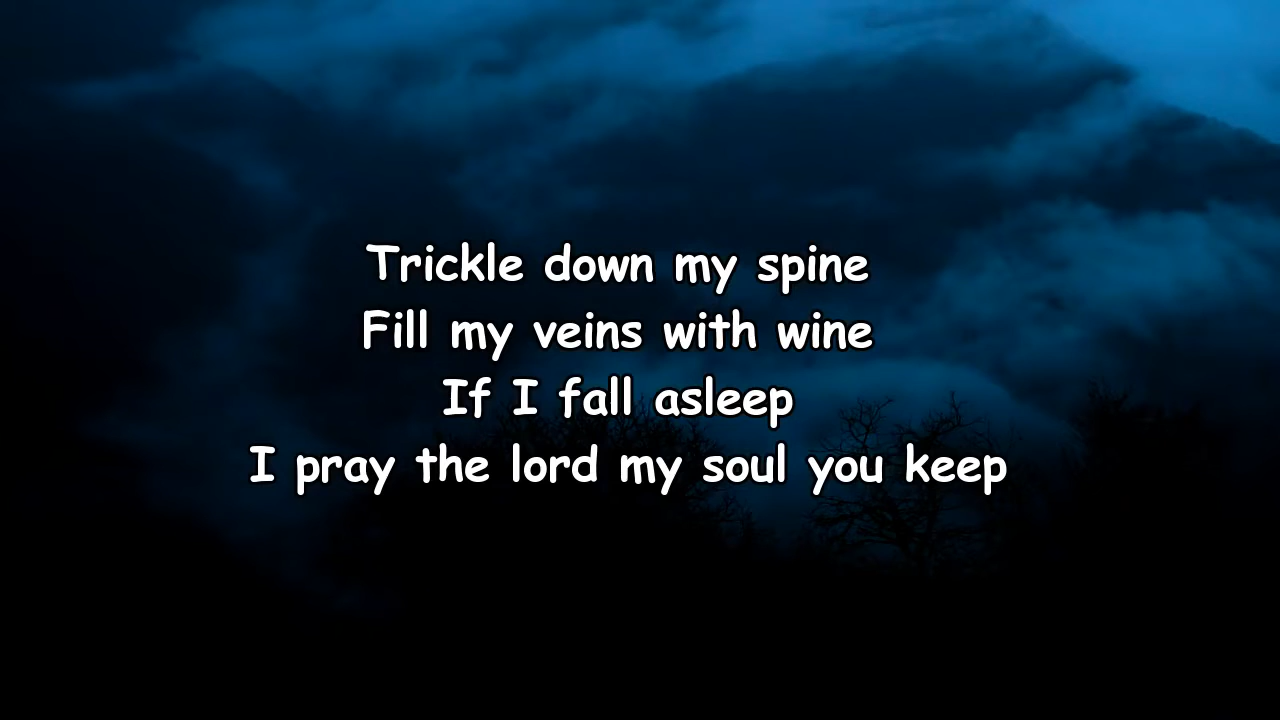 Trickle down my spine
Fill my veins with wine
If I fall asleep
I pray the lord my soul you keep